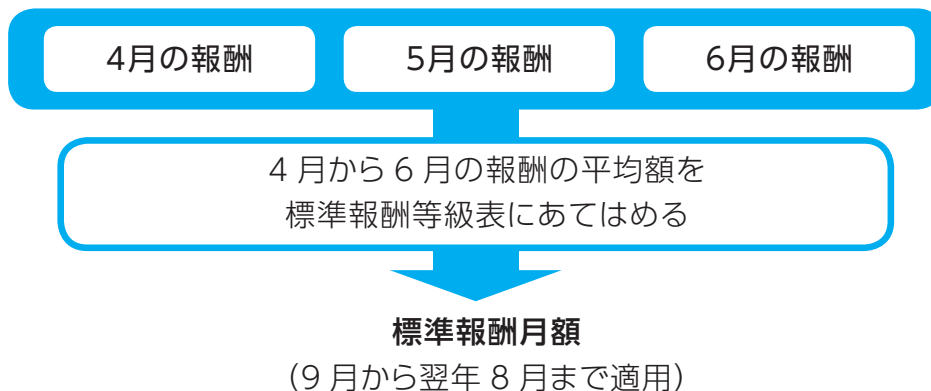 4月の報酬 5月の報酬 6月の報酬
4 月から 6 月の報酬の平均額を
標準報酬等級表にあてはめる
標準報酬月額
（9 月から翌年 8 月まで適用）